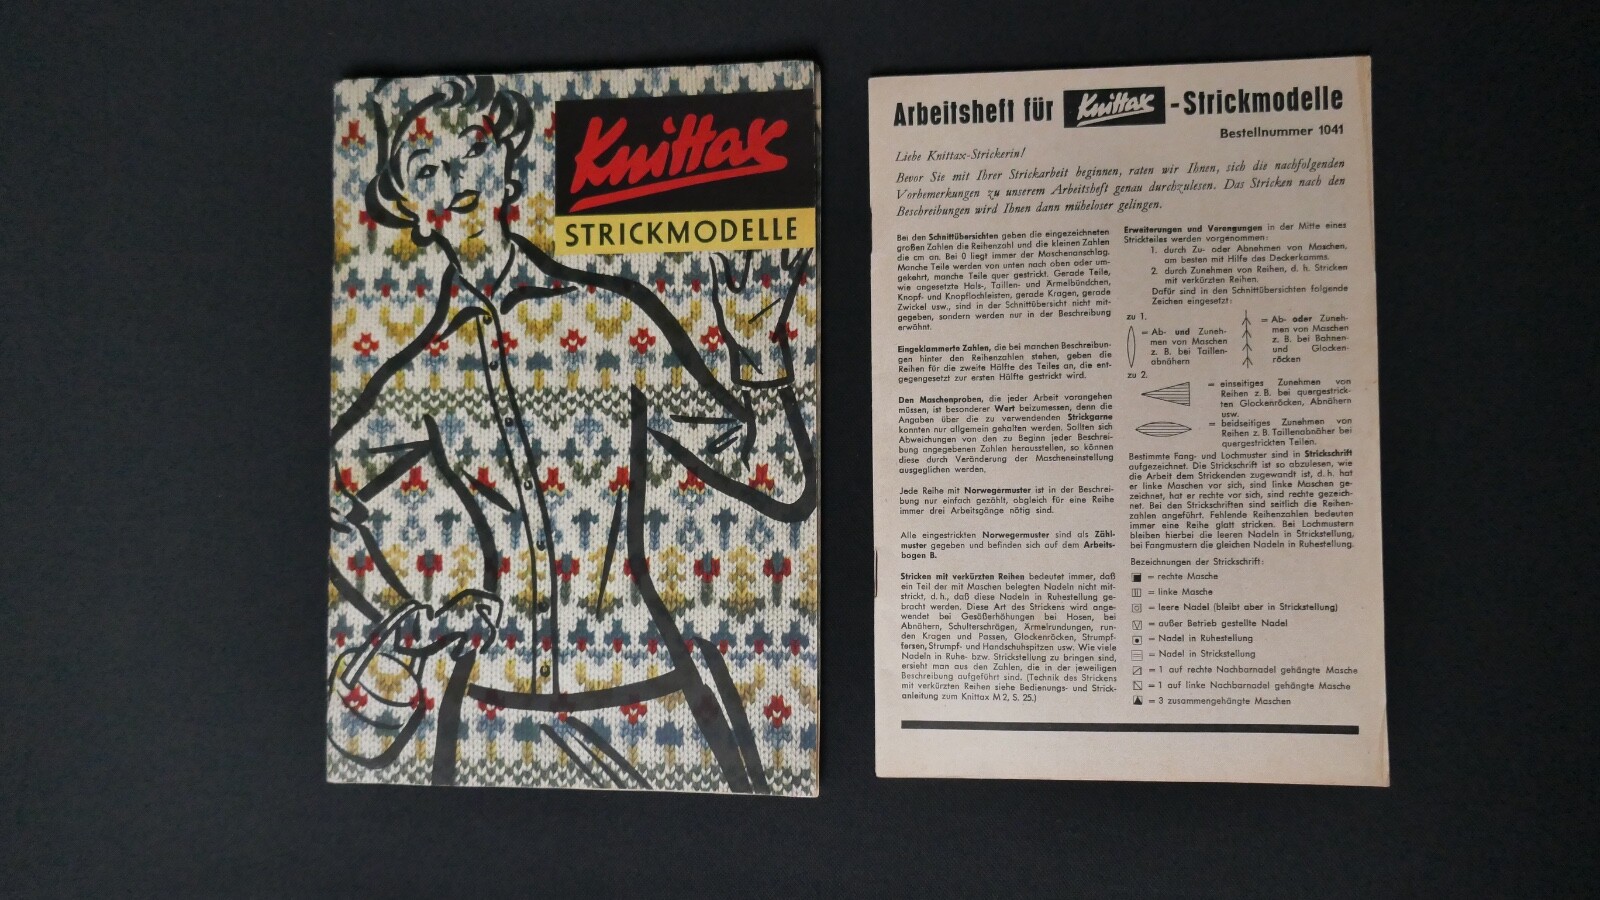 Knittax
STRICKMODELLE
Arbeitsheft für Knittax -Strickmodelle
Bestellnummer 1041
Liebe Knittax-Strickerin!
Bevor Sie mit Ihrer Strickarbeit beginnen, raten wir Ihnen, sich die nachfolgenden
Vorbemerkungen zu unserem Arbeitsheft genau durchzulesen. Das Stricken nach den
Beschreibungen wird Ihnen dann müheloser gelingen.
Bei den Schnittübersichten geben die eingezeichneten
großen Zahlen die Reihenzahl und die kleinen Zahlen
die cm an. Bei 0 liegt immer der Maschenanschlag.
Manche Teile werden von unten nach oben oder um-
gekehrt, manche Teile quer gestrickt. Gerade Teile,
wie angesetzte Hals-, Taillen- und Ärmelbündchen,
Knopf- und Knopflochleisten, gerade Kragen, gerade
Zwickel usw., sind in der Schnittübersicht nicht mit-
gegeben, sondern werden nur in der Beschreibung
erwähnt.
Eingeklammerte Zahlen, die bei manchen Beschreibun-
gen hinter den Reihenzahlen stehen, geben die
Reihen für die zweite Hälfte des Teiles an, die ent-
gegengesetzt zur ersten Hälfte gestrickt wird.
Den Maschenproben, die jeder Arbeit vorangehen
müssen, ist besonderer Wert beizumessen, denn die
Angaben über die zu verwendenden Strickgarne
konnten nur allgemein gehalten werden. Sollten sich
Abweichungen von den zu Beginn jeder Beschrei-
bung angegebenen Zahlen herausstellen, so können
diese durch Veränderung der Mascheneinstellung
ausgeglichen werden.
Jede Reihe mit Norwegermuster ist in der Beschrei-
bung nur einfach gezählt, obgleich für eine Reihe
immer drei Arbeitsgänge nötig sind.
Alle eingestrickten Norwegermuster sind als Zähl-
muster gegeben und befinden sich auf dem Arbeits-
bogen B.
Stricken mit verkürzten Reihen bedeutet immer, daß
ein Teil der mit Maschen belegten Nadeln nicht mit-
strickt, d. h., daß diese Nadeln in Ruhestellung ge-
bracht werden. Diese Art des Strickens wird ange-
wendet bei Gesäßerhöhungen bei Hosen, bei
Abnähern, Schulterschrägen, Ärmelrundungen, run-
den Kragen und Passen, Glockenröcken, Strumpf-
fersen, Strumpf- und Handschuhspitzen usw. Wie viele
Nadeln in Ruhe- bzw. Strickstellung zu bringen sind,
ersieht man aus den Zahlen, die in der jeweiligen
Beschreibung aufgeführt sind. (Technik des Strickens
mit verkürzten Reihen siehe Bedienungs- und Strick-
anleitung zum Knittax M 2, S. 25.)
Erweiterungen und Verengungen in der Mitte eines
Strickteiles werden vorgenommen:
1. durch Zu- oder Abnehmen von Maschen,
am besten mit Hilfe des Deckerkamms.
2. durch Zunehmen von Reihen, d. h. Stricken
mit verkürzten Reihen.
Dafür sind in den Schnittübersichten folgende
Zeichen eingesetzt:
zu 1.
= Ab- und Zuneh-
men von Maschen
z. B. bei Taillen-
abnähern
= Ab- oder Zuneh-
men von Maschen
z. B. bei Bahnen-
und Glocken-
röcken
zu 2.
= einseitiges Zunehmen von
Reihen z. B. bei quergestrick-
ten Glockenröcken, Abnähern
usw.
= beidseitiges Zunehmen von
Reihen z. B. Taillenabnäher bei
quergestrickten Teilen.
Bestimmte Fang- und Lochmuster sind in Strickschrift
aufgezeichnet. Die Strickschrift ist so abzulesen, wie
die Arbeit dem Strickenden zugewandt ist, d. h. hat
er linke Maschen vor sich, sind linke Maschen ge-
zeichnet, hat er rechte vor sich, sind rechte gezeich-
net. Bei den Strickschriften sind seitlich die Reihen-
zahlen angeführt. Fehlende Reihenzahlen bedeuten
immer eine Reihe glatt stricken. Bei Lochmustern
bleiben hierbei die leeren Nadeln in Strickstellung,
bei Fangmustern die gleichen Nadeln in Ruhestellung.
Bezeichnungen der Strickschrift:
= rechte Masche
= linke Masche
= leere Nadel (bleibt aber in Strickstellung)
= außer Betrieb gestellte Nadel
= Nadel in Ruhestellung
= Nadel in Strickstellung
= 1 auf rechte Nachbarnadel gehängte Masche
= 1 auf linke Nachbarnadel gehängte Masche
= 3 zusammengehängte Maschen